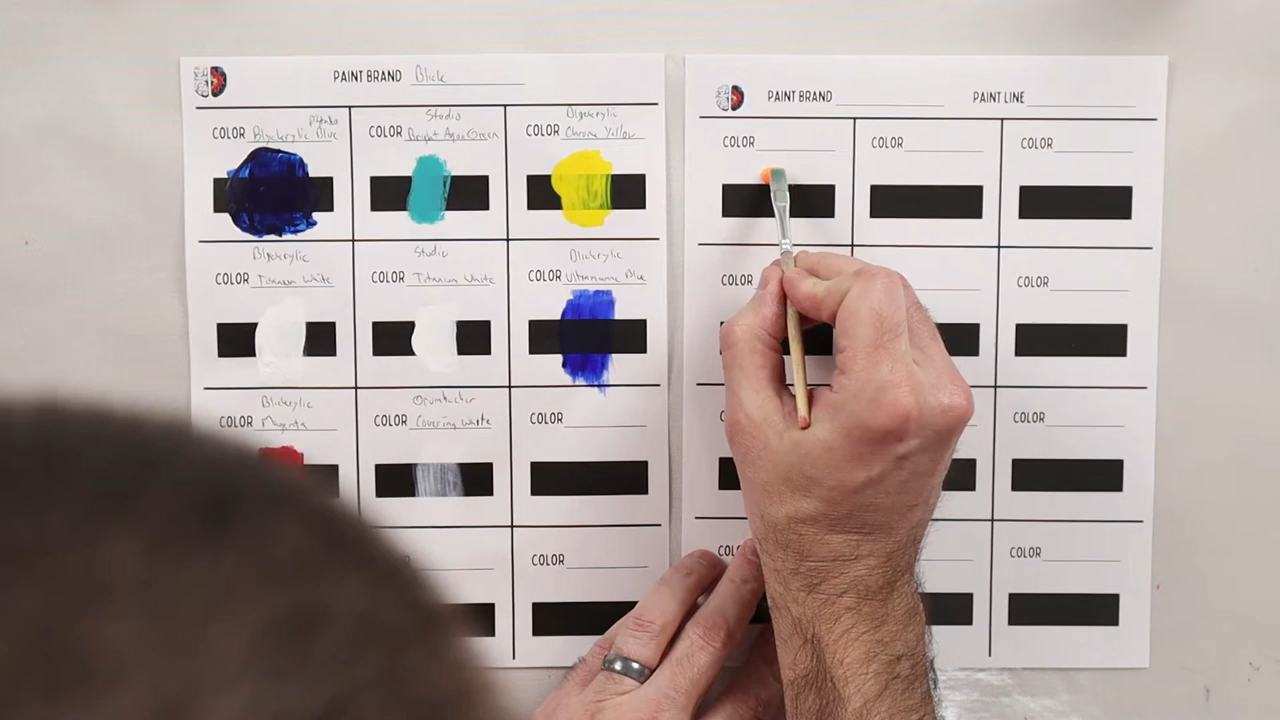 PAINT BRAND Blick
PAINT BRAND PAINT LINE
Studio
Blickrylic
COLOR Blickrylic Blue
COLOR Bright Aqua Green
COLOR Chrome Yellow
COLOR
COLOR
COLOR
Blickrylic
Studio
Blickrylic
COLOR Titanium White
COLOR Titanium White
COLOR Ultramarine Blue
COLOR
COLOR
Blickrylic
Grumbacher
COLOR Magenta
COLOR Covering White
COLOR
COLOR
COLOR
COLOR
COLOR